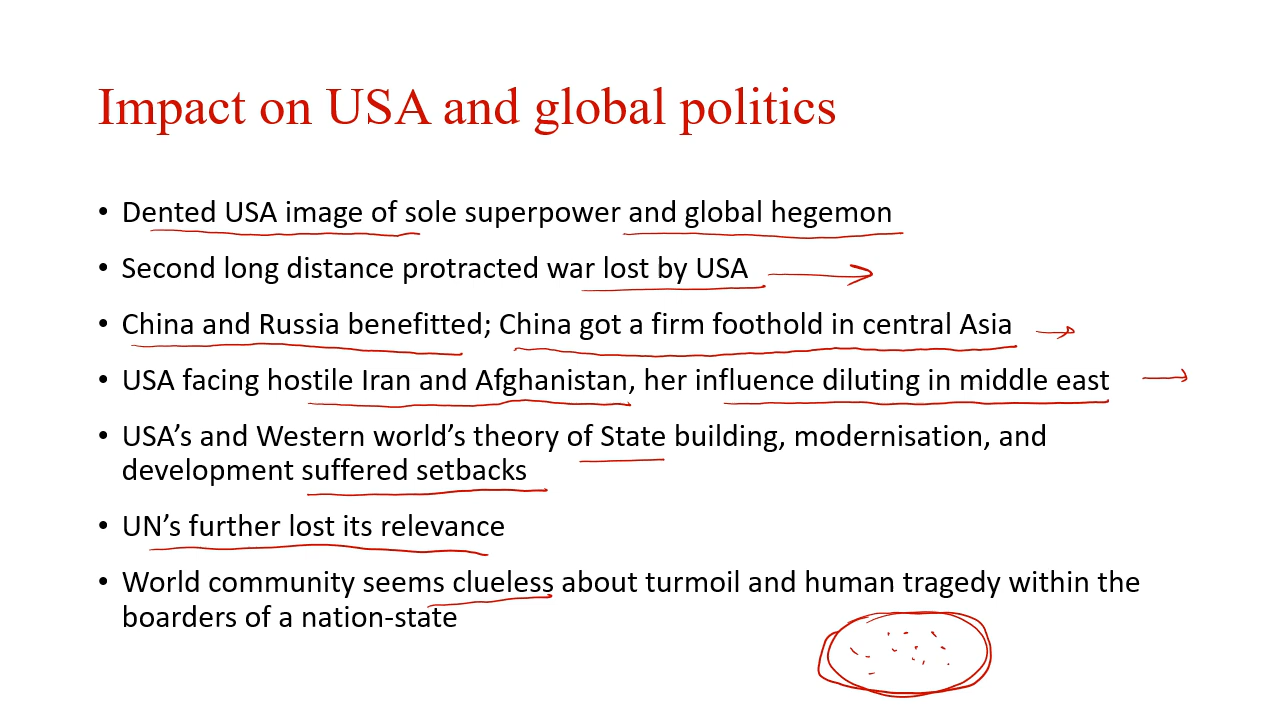 Impact on USA and global politics
• Dented USA image of sole superpower and global hegemon
• Second long distance protracted war lost by USA
• China and Russia benefitted; China got a firm foothold in central Asia
• USA facing hostile Iran and Afghanistan, her influence diluting in middle east
• USA’s and Western world’s theory of State building, modernisation, and
development suffered setbacks
• UN’s further lost its relevance
• World community seems clueless about turmoil and human tragedy within the
boarders of a nation-state